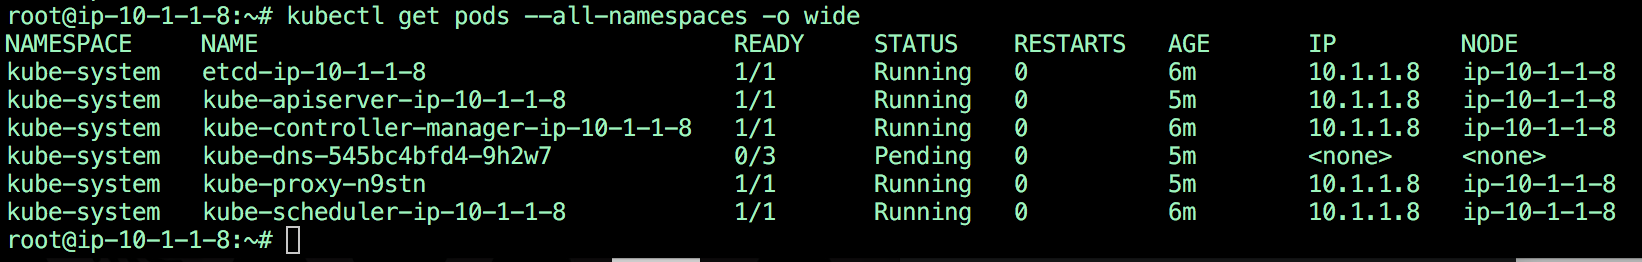 root@ip-10-1-1-8:~# kubectl get pods --all-namespaces -o wide
NAMESPACE NAME READY STATUS RESTARTS AGE IP NODE
kube-system etcd-ip-10-1-1-8 1/1 Running 0 6m 10.1.1.8 ip-10-1-1-8
kube-system kube-apiserver-ip-10-1-1-8 1/1 Running 0 5m 10.1.1.8 ip-10-1-1-8
kube-system kube-controller-manager-ip-10-1-1-8 1/1 Running 0 6m 10.1.1.8 ip-10-1-1-8
kube-system kube-dns-545bc4bfd4-9h2w7 0/3 Pending 0 5m <none> <none>
kube-system kube-proxy-n9stn 1/1 Running 0 5m 10.1.1.8 ip-10-1-1-8
kube-system kube-scheduler-ip-10-1-1-8 1/1 Running 0 6m 10.1.1.8 ip-10-1-1-8
root@ip-10-1-1-8:~#